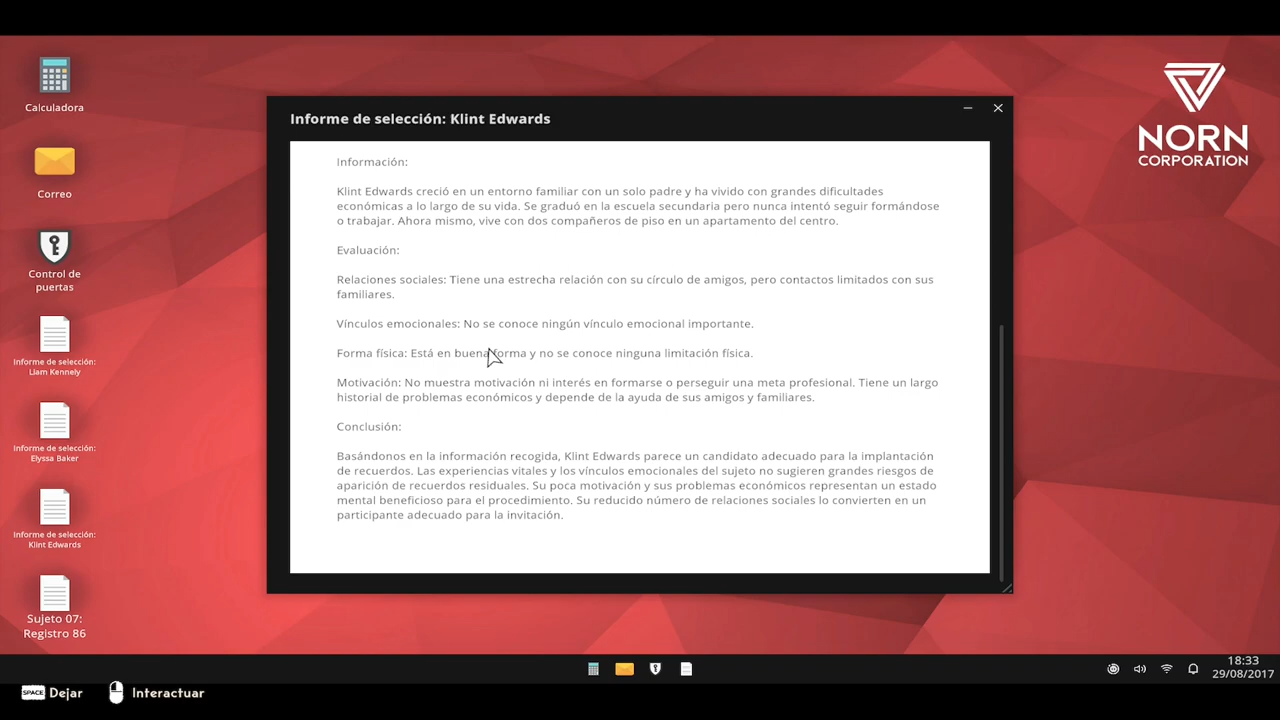 Calculadora
Correo
Control de
puertas
Informe de selección:
Liam Kennely
Informe de selección:
Elyssa Baker
Informe de selección:
Klint Edwards
Sujeto 07:
Registro 86
Informe de selección: Klint Edwards
Información:
Klint Edwards creció en un entorno familiar con un solo padre y ha vivido con grandes dificultades
económicas a lo largo de su vida. Se graduó en la escuela secundaria pero nunca intentó seguir formándose
o trabajar. Ahora mismo, vive con dos compañeros de piso en un apartamento del centro.
Evaluación:
Relaciones sociales: Tiene una estrecha relación con su círculo de amigos, pero contactos limitados con sus
familiares.
Vínculos emocionales: No se conoce ningún vínculo emocional importante.
Forma física: Está en buena forma y no se conoce ninguna limitación física.
Motivación: No muestra motivación ni interés en formarse o perseguir una meta profesional. Tiene un largo
historial de problemas económicos y depende de la ayuda de sus amigos y familiares.
Conclusión:
Basándonos en la información recogida, Klint Edwards parece un candidato adecuado para la implantación
de recuerdos. Las experiencias vitales y los vínculos emocionales del sujeto no sugieren grandes riesgos de
aparición de recuerdos residuales. Su poca motivación y sus problemas económicos representan un estado
mental beneficioso para el procedimiento. Su reducido número de relaciones sociales lo convierten en un
participante adecuado para la invitación.
NORN
CORPORATION
18:33
29/08/2017
SPACE Dejar
Interactuar